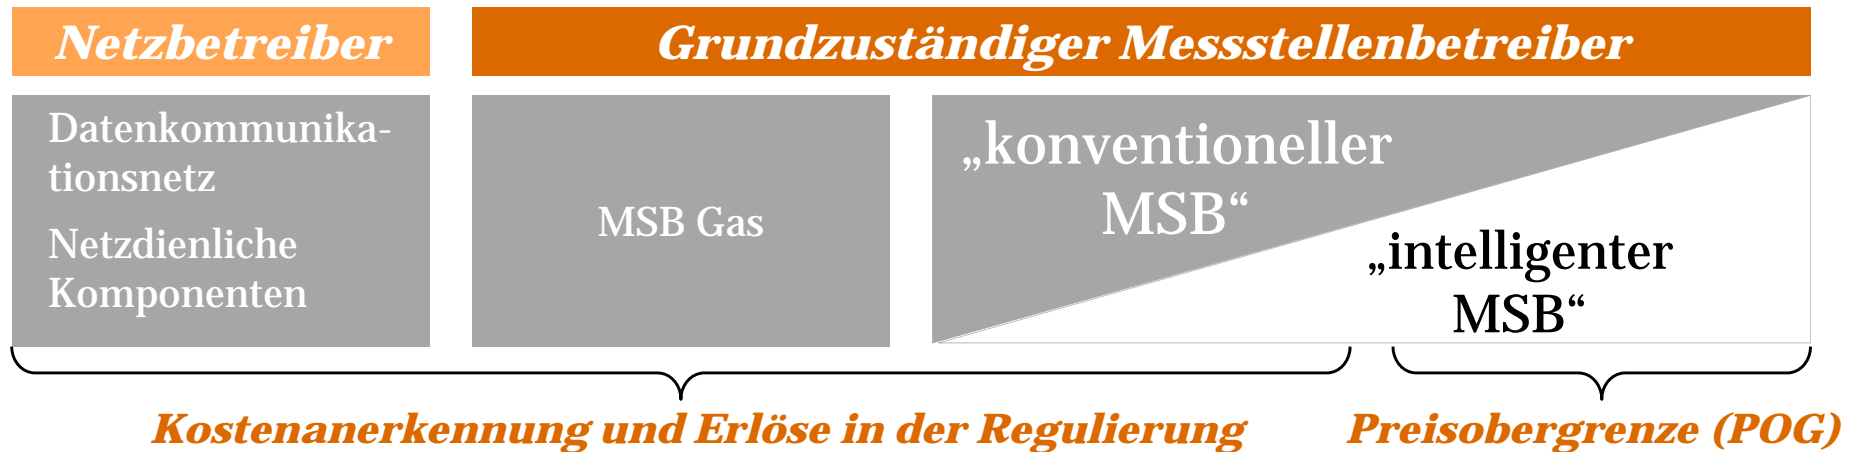 Netzbetreiber
Grundzuständiger Messstellenbetreiber
Datenkommunika-
tionsnetz
Netzdienliche
Komponenten
MSB Gas
„konventioneller
MSB“
„intelligenter
MSB“
Kostenanerkennung und Erlöse in der Regulierung
Preisobergrenze (POG)